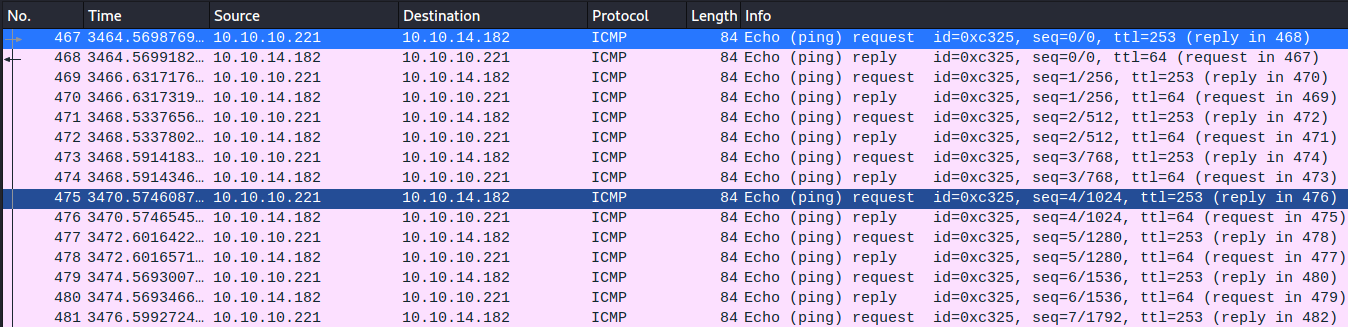 No. Time Source Destination Protocol Length Info
467 3464.5698769… 10.10.10.221 10.10.14.182 ICMP 84 Echo (ping) request id=0xc325, seq=0/0, ttl=253 (reply in 468)
468 3464.5699182… 10.10.14.182 10.10.10.221 ICMP 84 Echo (ping) reply id=0xc325, seq=0/0, ttl=64 (request in 467)
469 3466.6317176… 10.10.10.221 10.10.14.182 ICMP 84 Echo (ping) request id=0xc325, seq=1/256, ttl=253 (reply in 470)
470 3466.6317319… 10.10.14.182 10.10.10.221 ICMP 84 Echo (ping) reply id=0xc325, seq=1/256, ttl=64 (request in 469)
471 3468.5337656… 10.10.10.221 10.10.14.182 ICMP 84 Echo (ping) request id=0xc325, seq=2/512, ttl=253 (reply in 472)
472 3468.5337802… 10.10.14.182 10.10.10.221 ICMP 84 Echo (ping) reply id=0xc325, seq=2/512, ttl=64 (request in 471)
473 3468.5914183… 10.10.10.221 10.10.14.182 ICMP 84 Echo (ping) request id=0xc325, seq=3/768, ttl=253 (reply in 474)
474 3468.5914346… 10.10.14.182 10.10.10.221 ICMP 84 Echo (ping) reply id=0xc325, seq=3/768, ttl=64 (request in 473)
475 3470.5746087… 10.10.10.221 10.10.14.182 ICMP 84 Echo (ping) request id=0xc325, seq=4/1024, ttl=253 (reply in 476)
476 3470.5746545… 10.10.14.182 10.10.10.221 ICMP 84 Echo (ping) reply id=0xc325, seq=4/1024, ttl=64 (request in 475)
477 3472.6016422… 10.10.10.221 10.10.14.182 ICMP 84 Echo (ping) request id=0xc325, seq=5/1280, ttl=253 (reply in 478)
478 3472.6016571… 10.10.14.182 10.10.10.221 ICMP 84 Echo (ping) reply id=0xc325, seq=5/1280, ttl=64 (request in 477)
479 3474.5693007… 10.10.10.221 10.10.14.182 ICMP 84 Echo (ping) request id=0xc325, seq=6/1536, ttl=253 (reply in 480)
480 3474.5693466… 10.10.14.182 10.10.10.221 ICMP 84 Echo (ping) reply id=0xc325, seq=6/1536, ttl=64 (request in 479)
481 3476.5992724… 10.10.10.221 10.10.14.182 ICMP 84 Echo (ping) request id=0xc325, seq=7/1792, ttl=253 (reply in 482)